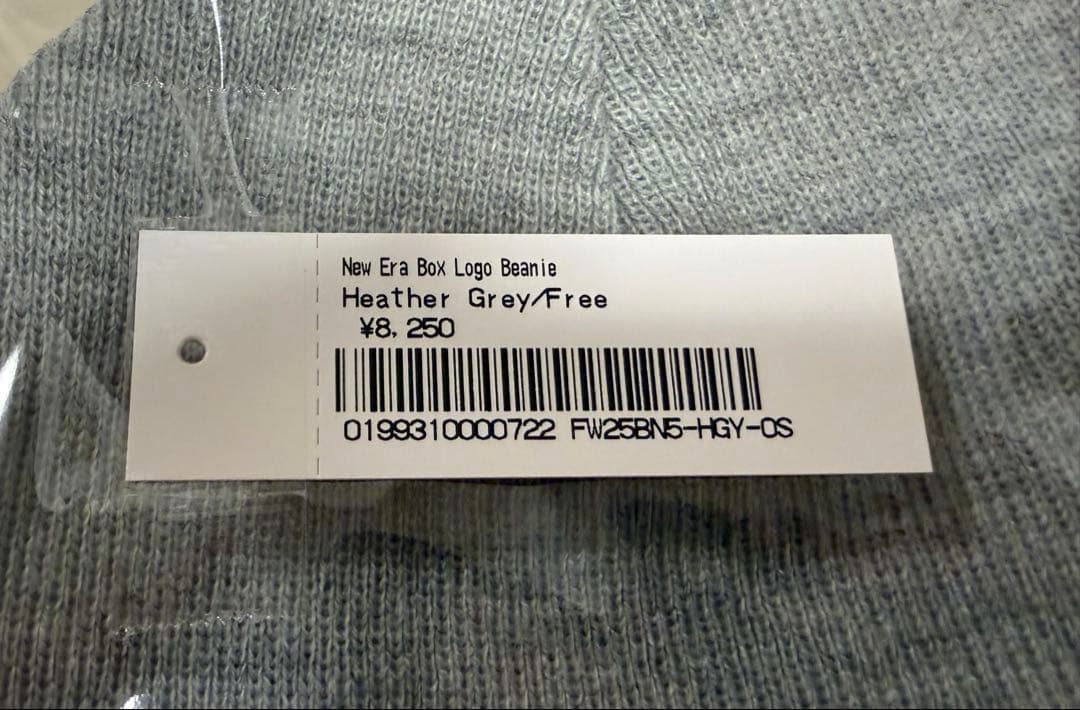 New Era Box Logo Beanie
Heather Grey/Free
¥8,250
0199310000722 FW25BN5-HGY-OS